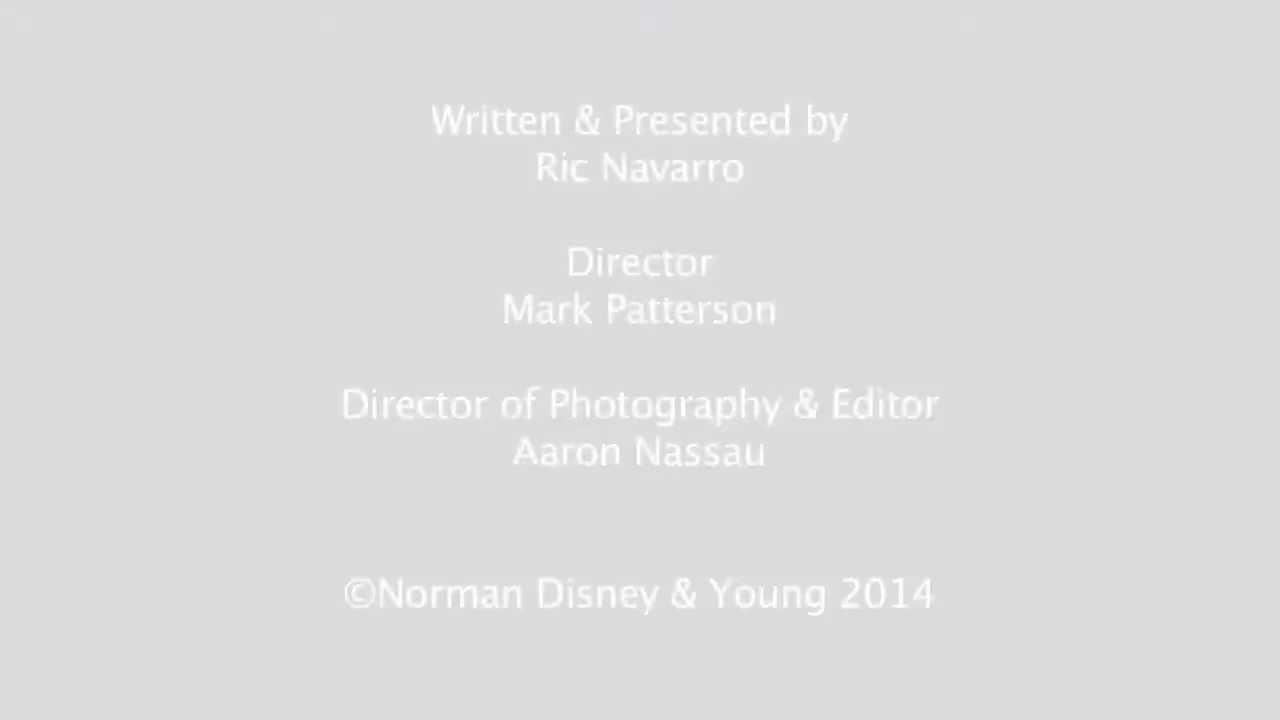 Written & Presented by
Ric Navarro
Director
Mark Patterson
Director of Photography & Editor
Aaron Nassau
©Norman Disney & Young 2014